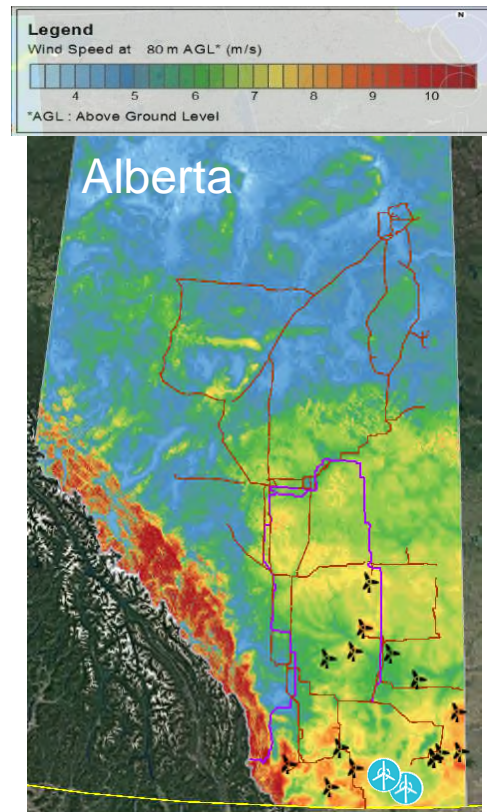 N
Legend
Wind Speed at 80 m AGL* (m/s)
4 5 6 7 8 9 10
*AGL : Above Ground Level
Alberta